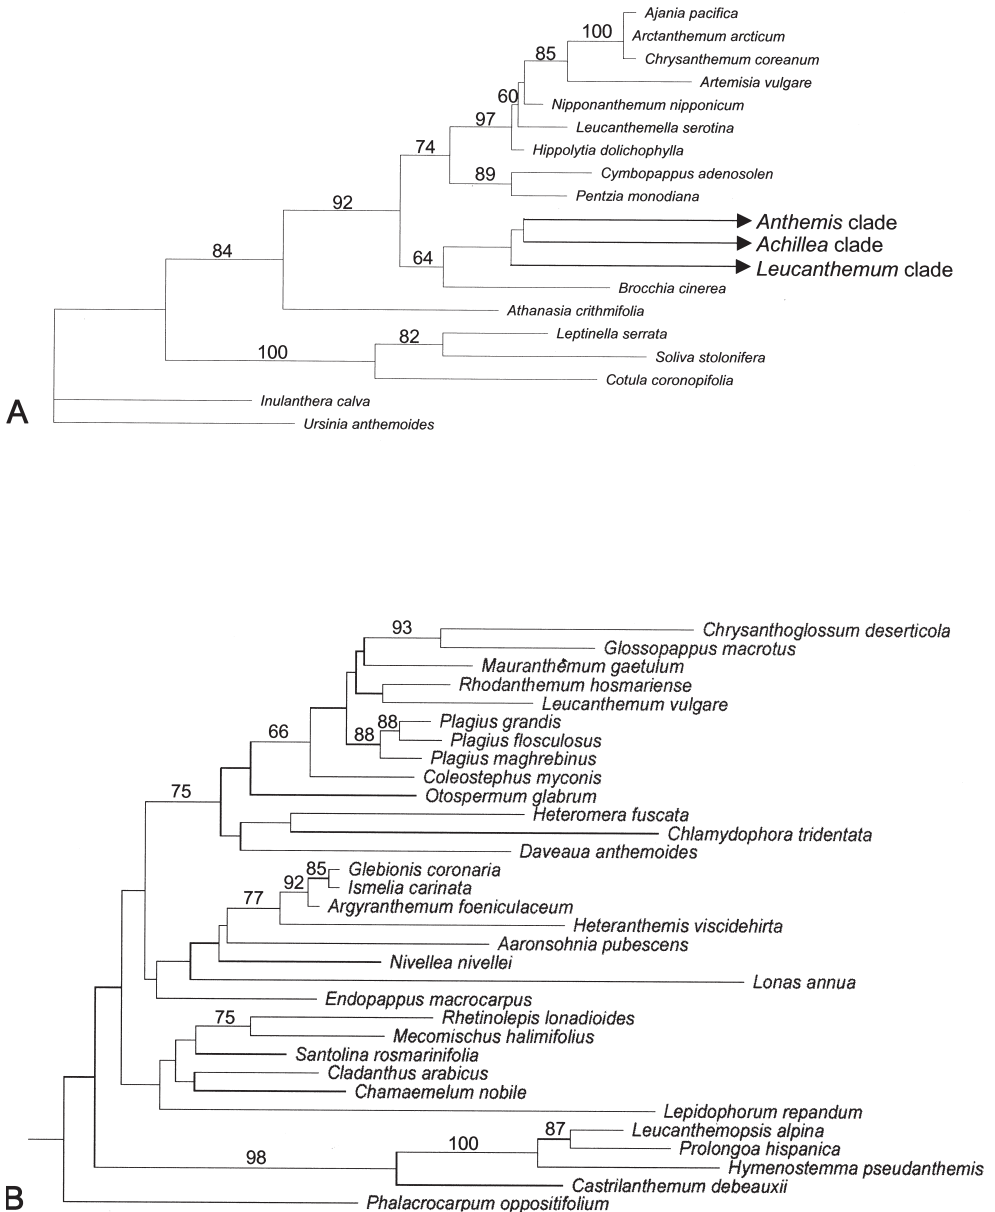 Ajania pacifica
100
Arctanthemum arcticum
85
Chrysanthemum coreanum
Artemisia vulgare
60
Nipponanthemum nipponicum
97
Leucanthemella serotina
74
Hippolytia dolichophylla
89
Cymbopappus adenosolen
Pentzia monodiana
92
Anthemis clade
84
Achillea clade
64
Leucanthemum clade
Brocchia cinerea
Athanasia crithmifolia
82
Leptinella serrata
100
Soliva stolonifera
Cotula coronopifolia
A
Inulanthera calva
Ursinia anthemoides
93
Chrysanthoglossum deserticola
Glossopappus macrotus
Mauranthemum gaetulum
Rhodanthemum hosmariense
Leucanthemum vulgare
66
88
88
Plagius grandis
Plagius flosculosus
Plagius maghrebinus
Coleostephus myconis
75
Otospermum glabrum
Heteromera fuscata
Chlamydophora tridentata
Daveaua anthemoides
85
Glebionis coronaria
92
Ismelia carinata
77
Argyranthemum foeniculaceum
Heteranthemis viscidehirta
Aaronsohnia pubescens
Nivellea nivellei
Lonas annua
Endopappus macrocarpus
75
Rhetinolepis lonadioides
Mecomischus halimifolius
Santolina rosmarinifolia
Cladanthus arabicus
Chamaemelum nobile
Lepidophorum repandum
87
Leucanthemopsis alpina
100
Prolongoa hispanica
98
Hymenostemma pseudanthemis
Castrilanthemum debeauxii
B
Phalacrocarpum oppositifolium